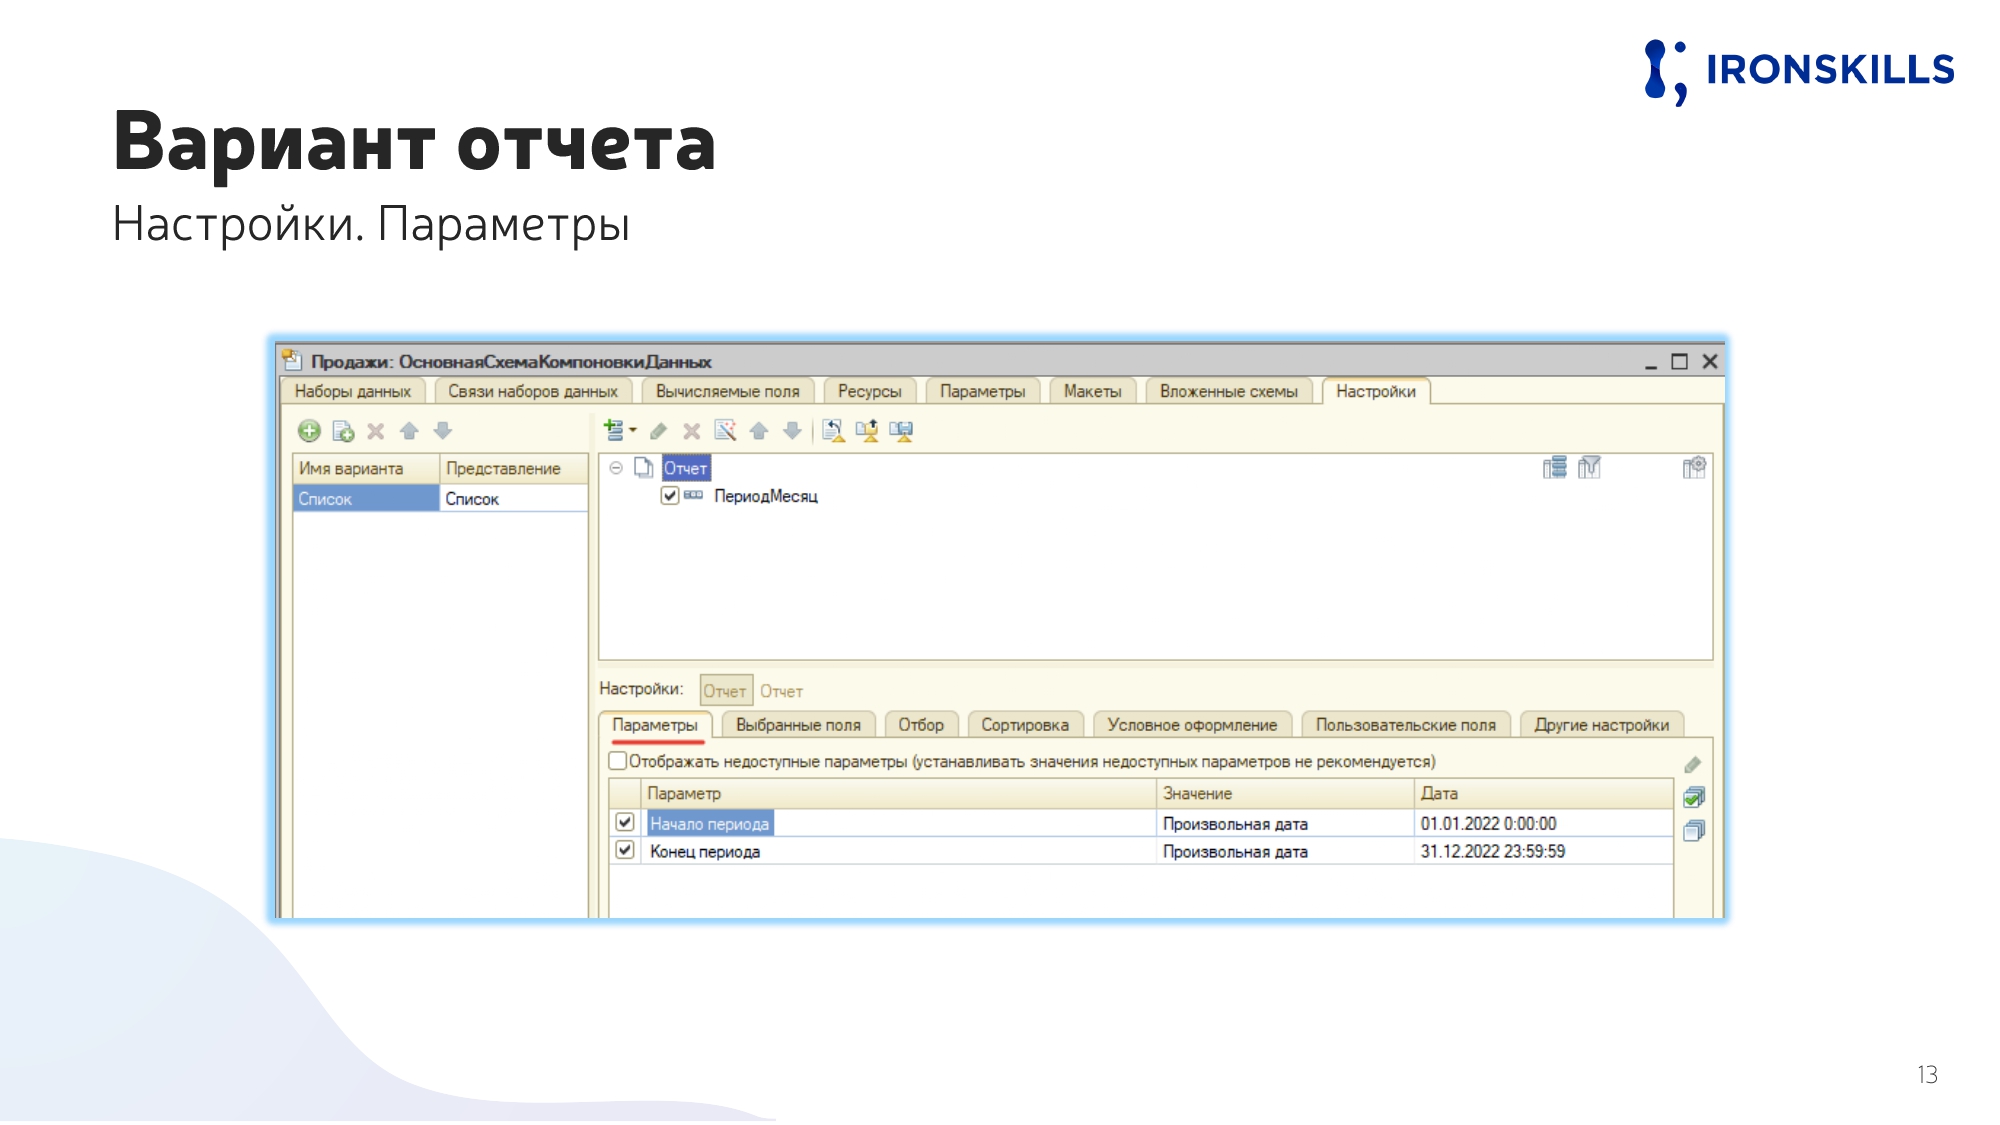 IRONSKILLS
Вариант отчета
Настройки. Параметры
Продажи: ОсновнаяСхемаКомпоновкиДанных
Наборы данных Связи наборов данных Вычисляемые поля Ресурсы Параметры Макеты Вложенные схемы Настройки
Имя варианта Представление
Список Список
Отчет
ПериодМесяц
Настройки: Отчет Отчет
Параметры Выбранные поля Отбор Сортировка Условное оформление Пользовательские поля Другие настройки
Отображать недоступные параметры (устанавливать значения недоступных параметров не рекомендуется)
Параметр Значение Дата
Начало периода Произвольная дата 01.01.2022 0:00:00
Конец периода Произвольная дата 31.12.2022 23:59:59
13